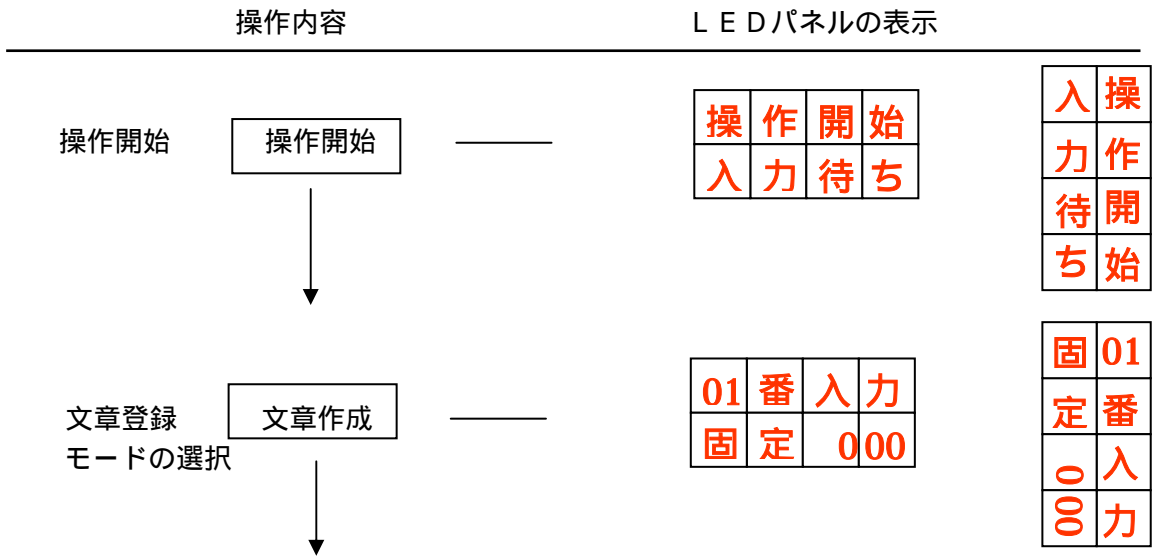 操作内容
ＬＥＤパネルの表示
操作開始
操作開始
操作開始
入力待ち
操作開始
入力待ち
文章登録
モードの選択
文章作成
01番入力
固定 000
01番入力
固定 000